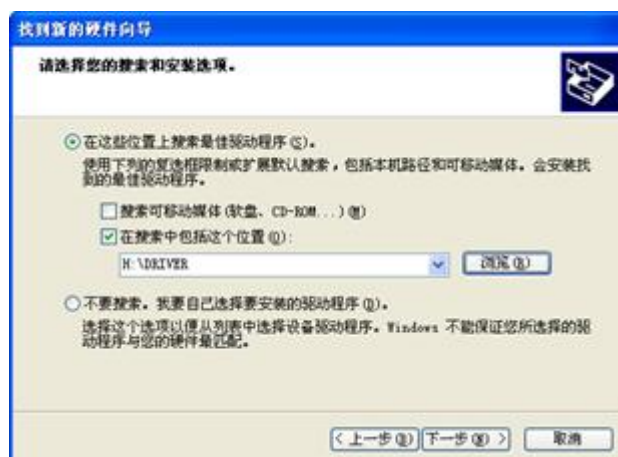 找到新的硬件向导
请选择您的搜索和安装选项。
在这些位置上搜索最佳驱动程序(S)。
使用下列的复选框限制或扩展默认搜索，包括本机路径和可移动媒体。会安装找
到的最佳驱动程序。
搜索可移动媒体(软盘、CD-ROM...)(M)
在搜索中包括这个位置(O):
H:\DRIVER
浏览(R)
不要搜索。我要自己选择要安装的驱动程序(D)。
选择这个选项以便从列表中选择设备驱动程序。Windows 不能保证您所选择的驱
动程序与您的硬件最匹配。
< 上一步(B) 下一步(N) > 取消